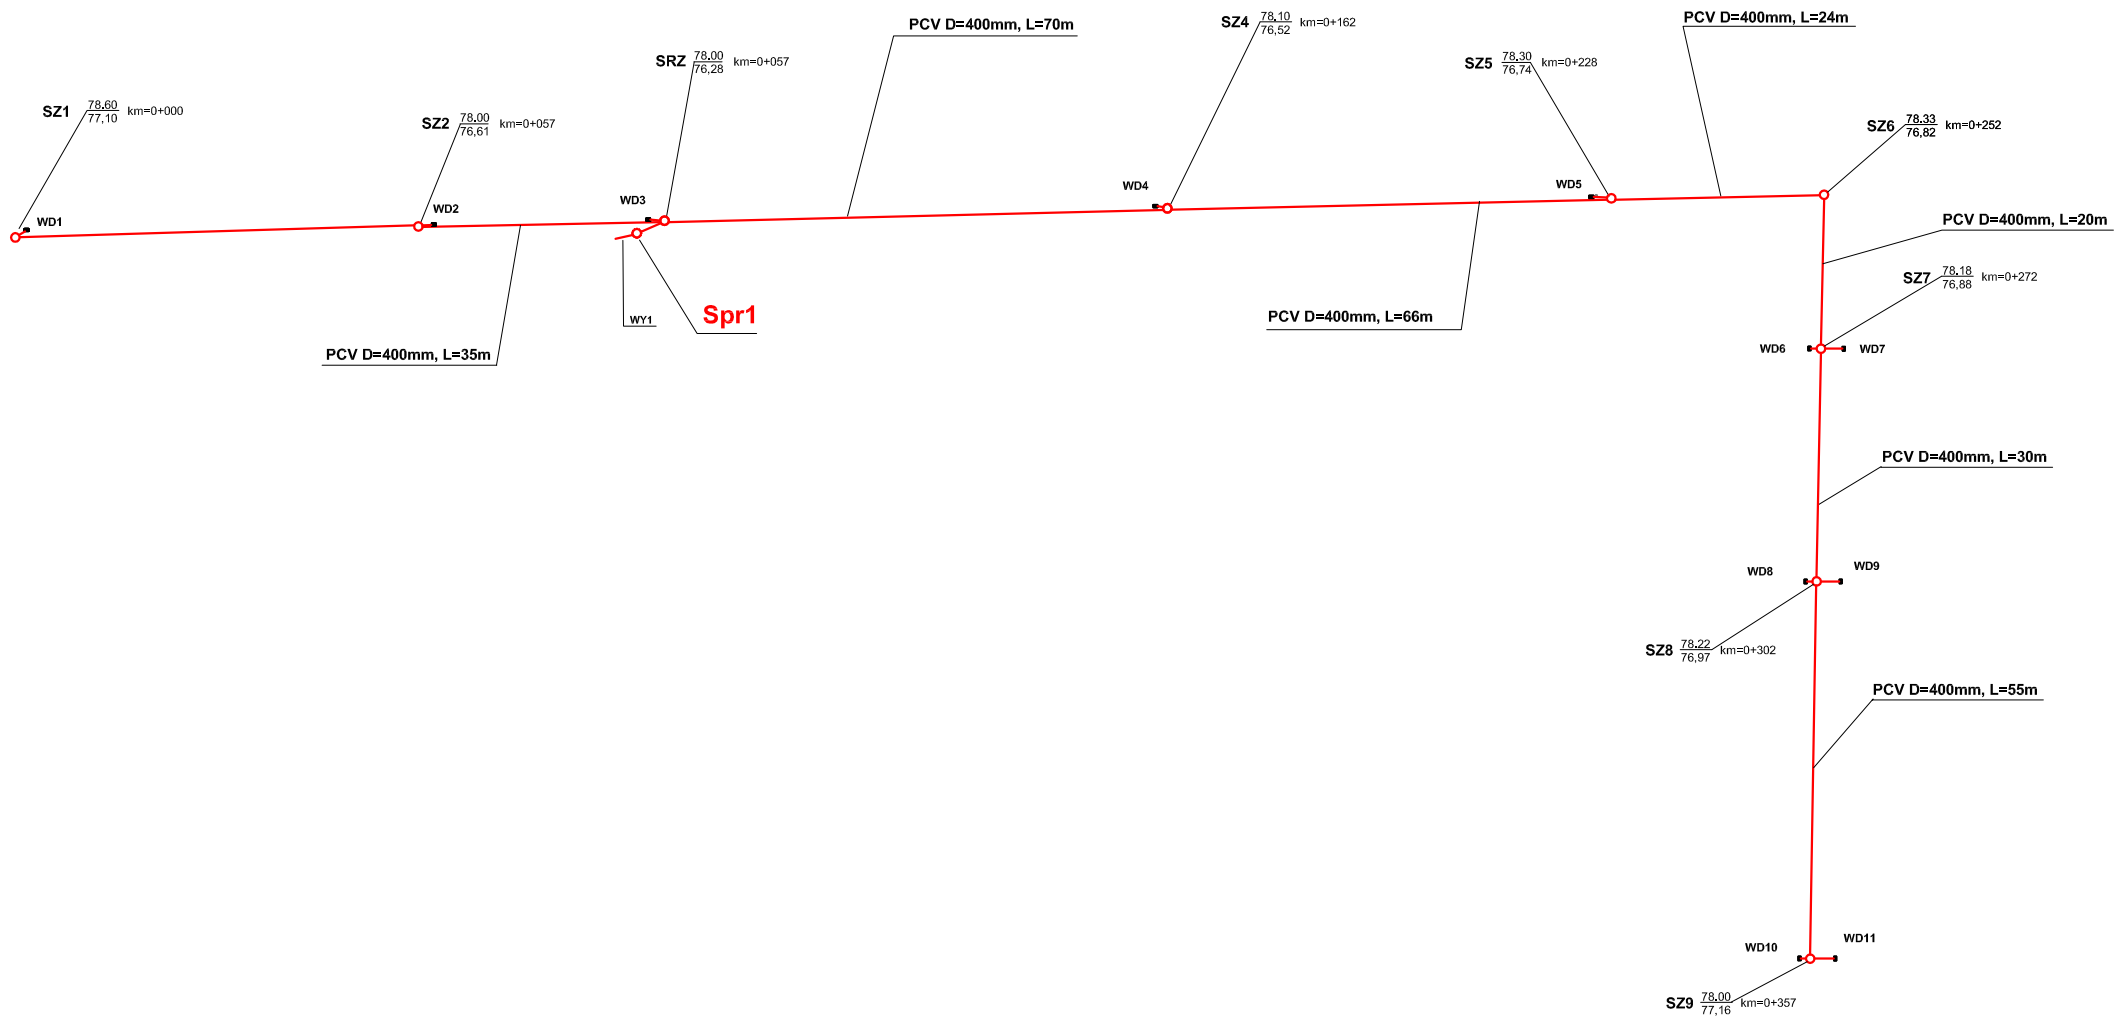 PCV D=400mm, L=70m
SZ4 78.10 km=0+162
76,52
PCV D=400mm, L=24m
SRZ 78.00 km=0+057
76,28
SZ5 78.30 km=0+228
76,74
SZ1 78.60 km=0+000
77,10
SZ2 78.00 km=0+057
76,61
SZ6 78.33 km=0+252
76,82
WD1
WD2
WD3
WD4
WD5
PCV D=400mm, L=20m
SZ7 78.18 km=0+272
76,88
Spr1
WY1
PCV D=400mm, L=66m
PCV D=400mm, L=35m
WD6
WD7
PCV D=400mm, L=30m
WD8
WD9
SZ8 78.22 km=0+302
76,97
PCV D=400mm, L=55m
WD10
WD11
SZ9 78.00 km=0+357
77,16